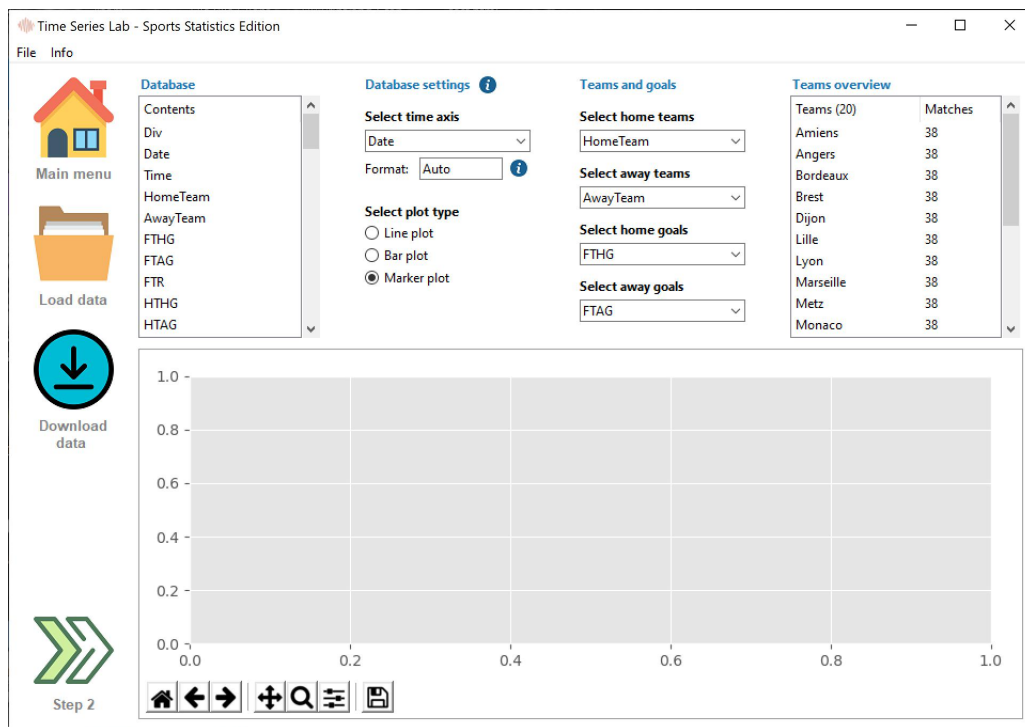 Time Series Lab - Sports Statistics Edition
File Info
Main menu
Load data
Download
data
Step 2
Database
Contents
Div
Date
Time
HomeTeam
AwayTeam
FTHG
FTAG
FTR
HTHG
HTAG
Database settings i
Select time axis
Date
Format: Auto i
Select plot type
Line plot
Bar plot
Marker plot
Teams and goals
Select home teams
HomeTeam
Select away teams
AwayTeam
Select home goals
FTHG
Select away goals
FTAG
Teams overview
Teams (20) Matches
Amiens 38
Angers 38
Bordeaux 38
Brest 38
Dijon 38
Lille 38
Lyon 38
Marseille 38
Metz 38
Monaco 38
1.0
0.8
0.6
0.4
0.2
0.0
0.0 0.2 0.4 0.6 0.8 1.0